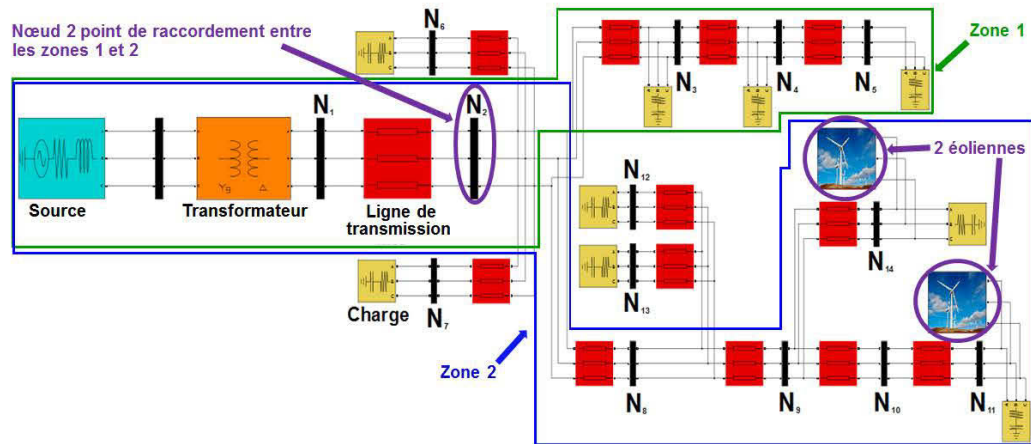 Nœud 2 point de raccordement entre
les zones 1 et 2
N6
Zone 1
N3
N4
N5
N1
N2
2 éoliennes
N12
Yg
Δ
Source
Transformateur
Ligne de
transmission
N14
N13
Charge
N7
Zone 2
N8
N9
N10
N11